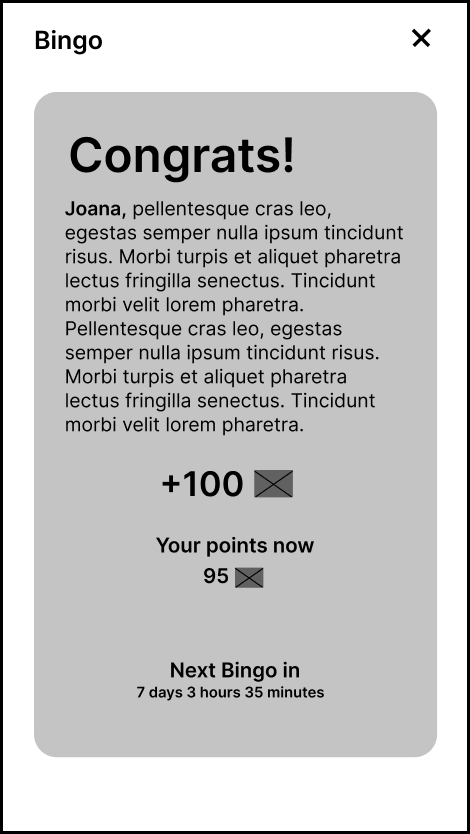 Bingo
Congrats!
Joana, pellentesque cras leo,
egestas semper nulla ipsum tincidunt
risus. Morbi turpis et aliquet pharetra
lectus fringilla senectus. Tincidunt
morbi velit lorem pharetra.
Pellentesque cras leo, egestas
semper nulla ipsum tincidunt risus.
Morbi turpis et aliquet pharetra
lectus fringilla senectus. Tincidunt
morbi velit lorem pharetra.
+100
Your points now
95
Next Bingo in
7 days 3 hours 35 minutes